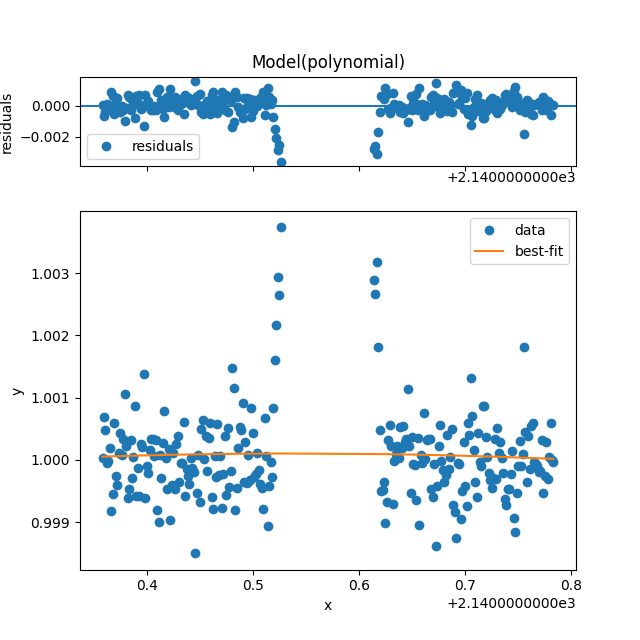 Model(polynomial)
residuals
0.000
−0.002
residuals
+2.1400000000e3
y
1.003
1.002
1.001
1.000
0.999
data
best-fit
0.4 0.5 0.6 0.7 0.8
x
+2.1400000000e3